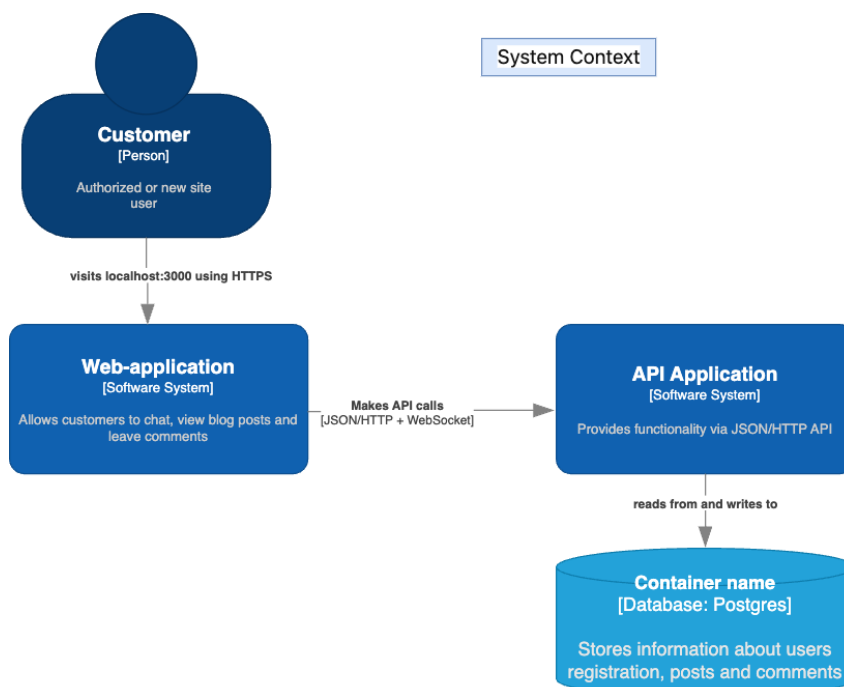 System Context
Customer
[Person]
Authorized or new site
user
visits localhost:3000 using HTTPS
Web-application
[Software System]
Allows customers to chat, view blog posts and
leave comments
Makes API calls
[JSON/HTTP + WebSocket]
API Application
[Software System]
Provides functionality via JSON/HTTP API
reads from and writes to
Container name
[Database: Postgres]
Stores information about users
registration, posts and comments